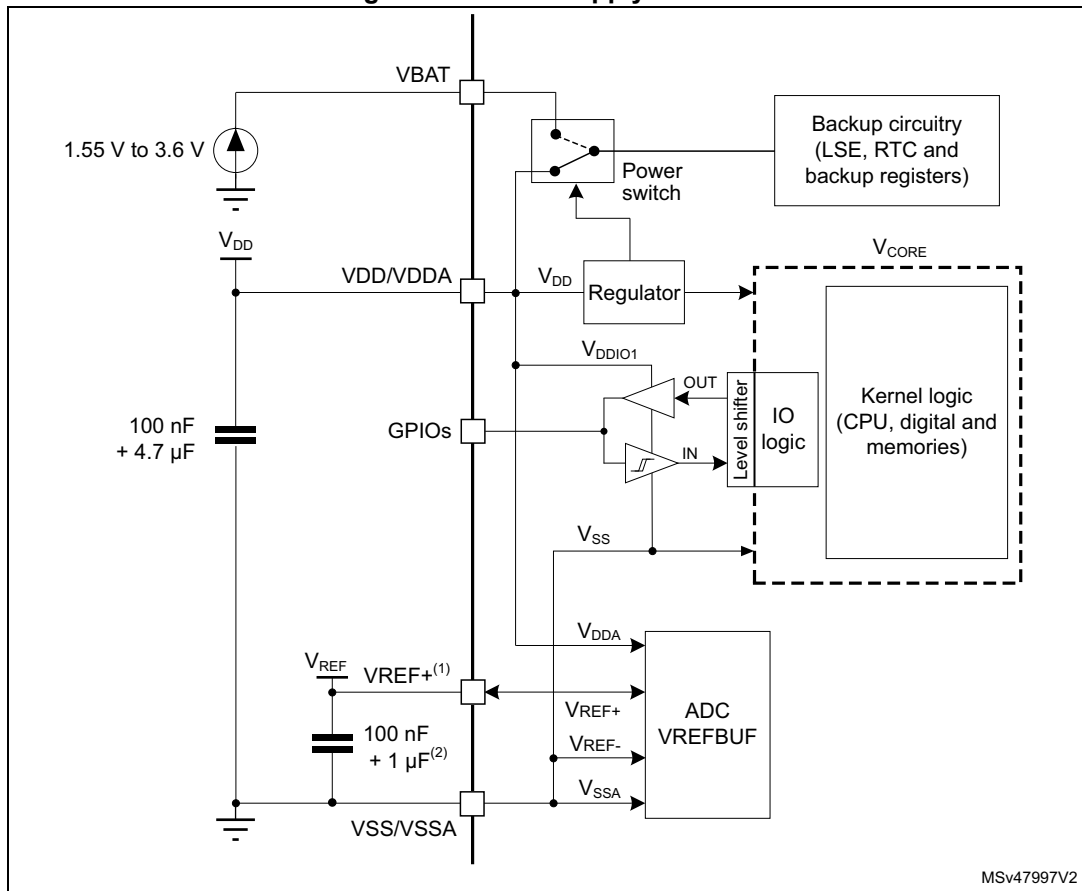 VBAT
1.55 V to 3.6 V
Power
switch
Backup circuitry
(LSE, RTC and
backup registers)
VDD
VDD/VDDA
VDD
Regulator
VCORE
VDDIO1
OUT
GPIOs
IN
Level shifter
IO
logic
Kernel logic
(CPU, digital and
memories)
100 nF
+ 4.7 µF
VSS
VDDA
VREF
VREF+(1)
VREF+
100 nF
+ 1 µF(2)
VREF-
ADC
VREFBUF
VSSA
VSS/VSSA
MSv47997V2